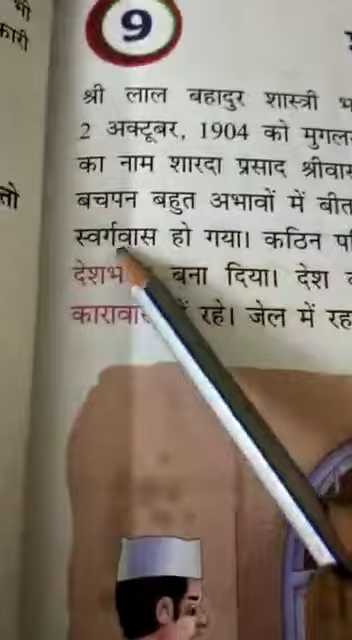 भी
कारी
तो
9
श्री लाल बहादुर शास्त्री
2 अक्टूबर, 1904 को मुगल
का नाम शारदा प्रसाद श्रीवास
बचपन बहुत अभावों में बीत
स्वर्गवास हो गया। कठिन
देशभ बना दिया। देश
कारावास में रहे। जेल में रह